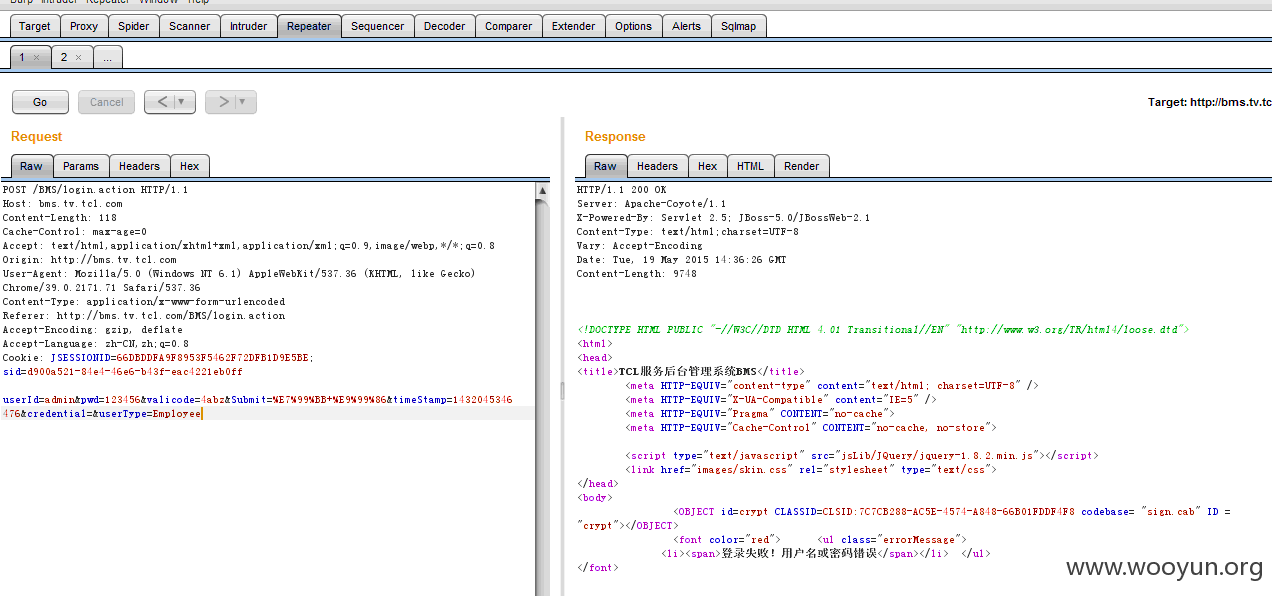 Burp Intruder Repeater Window Help
Target Proxy Spider Scanner Intruder Repeater Sequencer Decoder Comparer Extender Options Alerts Sqlmap
1 × 2 × ...
Go Cancel < ▼ > ▼
Target: http://bms.tv.tc
Request
Raw Params Headers Hex
POST /BMS/login.action HTTP/1.1
Host: bms.tv.tcl.com
Content-Length: 118
Cache-Control: max-age=0
Accept: text/html,application/xhtml+xml,application/xml;q=0.9,image/webp,*/*;q=0.8
Origin: http://bms.tv.tcl.com
User-Agent: Mozilla/5.0 (Windows NT 6.1) AppleWebKit/537.36 (KHTML, like Gecko)
Chrome/39.0.2171.71 Safari/537.36
Content-Type: application/x-www-form-urlencoded
Referer: http://bms.tv.tcl.com/BMS/login.action
Accept-Encoding: gzip, deflate
Accept-Language: zh-CN,zh;q=0.8
Cookie: JSESSIONID=66DBDDFA9F8953F5462F72DFB1D9E5BE;
sid=d900a521-84e4-46e6-b43f-eac4221eb0ff
userId=admin&pwd=123456&valicode=4abz&Submit=%E7%99%BB+%E9%99%86&timeStamp=1432045346
476&credential=&userType=Employee
Response
Raw Headers Hex HTML Render
HTTP/1.1 200 OK
Server: Apache-Coyote/1.1
X-Powered-By: Servlet 2.5; JBoss-5.0/JBossWeb-2.1
Content-Type: text/html;charset=UTF-8
Vary: Accept-Encoding
Date: Tue, 19 May 2015 14:36:26 GMT
Content-Length: 9748
<!DOCTYPE HTML PUBLIC "-//W3C//DTD HTML 4.01 Transitional//EN" "http://www.w3.org/TR/html4/loose.dtd">
<html>
<head>
<title>TCL服务后台管理系统BMS</title>
<meta HTTP-EQUIV="content-type" content="text/html; charset=UTF-8" />
<meta HTTP-EQUIV="X-UA-Compatible" content="IE=5" />
<meta HTTP-EQUIV="Pragma" CONTENT="no-cache">
<meta HTTP-EQUIV="Cache-Control" CONTENT="no-cache, no-store">
<script type="text/javascript" src="jsLib/JQuery/jquery-1.8.2.min.js"></script>
<link href="images/skin.css" rel="stylesheet" type="text/css">
</head>
<body>
<OBJECT id=crypt CLASSID=CLSID:7C7CB288-AC5E-4574-A848-66B01FDDF4F8 codebase= "sign.cab" ID =
"crypt"></OBJECT>
<font color="red"> <ul class="errorMessage">
<li><span>登录失败！用户名或密码错误</span></li> </ul>
</font>
www.wooyun.org